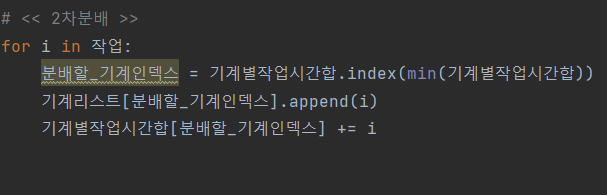 # << 2차분배 >>
for i in 작업:
분배할_기계인덱스 = 기계별작업시간합.index(min(기계별작업시간합))
기계리스트[분배할_기계인덱스].append(i)
기계별작업시간합[분배할_기계인덱스] += i